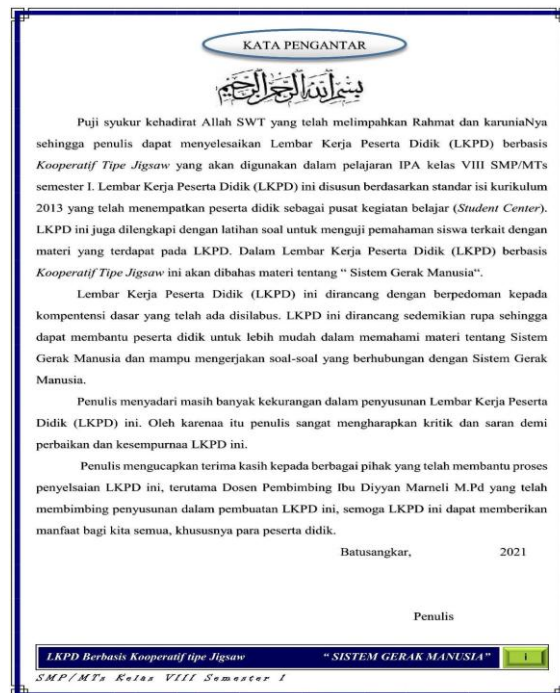 KATA PENGANTAR
بسم الله الرحمن الرحيم
Puji syukur kehadirat Allah SWT yang telah melimpahkan Rahmat dan karuniaNya
sehingga penulis dapat menyelesaikan Lembar Kerja Peserta Didik (LKPD) berbasis
Kooperatif Tipe Jigsaw yang akan digunakan dalam pelajaran IPA kelas VIII SMP/MTs
semester I. Lembar Kerja Peserta Didik (LKPD) ini disusun berdasarkan standar isi kurikulum
2013 yang telah menempatkan peserta didik sebagai pusat kegiatan belajar (Student Center).
LKPD ini juga dilengkapi dengan latihan soal untuk menguji pemahaman siswa terkait dengan
materi yang terdapat pada LKPD. Dalam Lembar Kerja Peserta Didik (LKPD) berbasis
Kooperatif Tipe Jigsaw ini akan dibahas materi tentang “ Sistem Gerak Manusia“.
Lembar Kerja Peserta Didik (LKPD) ini dirancang dengan berpedoman kepada
kompetensi dasar yang telah ada disilabus. LKPD ini dirancang sedemikian rupa sehingga
dapat membantu peserta didik untuk lebih mudah dalam memahami materi tentang Sistem
Gerak Manusia dan mampu mengerjakan soal-soal yang berhubungan dengan Sistem Gerak
Manusia.
Penulis menyadari masih banyak kekurangan dalam penyusunan Lembar Kerja Peserta
Didik (LKPD) ini. Oleh karenaa itu penulis sangat mengharapkan kritik dan saran demi
perbaikan dan kesempurnaa LKPD ini.
Penulis mengucapkan terima kasih kepada berbagai pihak yang telah membantu proses
penyelsaian LKPD ini, terutama Dosen Pembimbing Ibu Diyyan Marneli M.Pd yang telah
membimbing penyusunan dalam pembuatan LKPD ini, semoga LKPD ini dapat memberikan
manfaat bagi kita semua, khususnya para peserta didik.
Batusangkar, 2021
Penulis
LKPD Berbasis Kooperatif tipe Jigsaw “ SISTEM GERAK MANUSIA” i
SMP/MTs Kelas VIII Semester 1